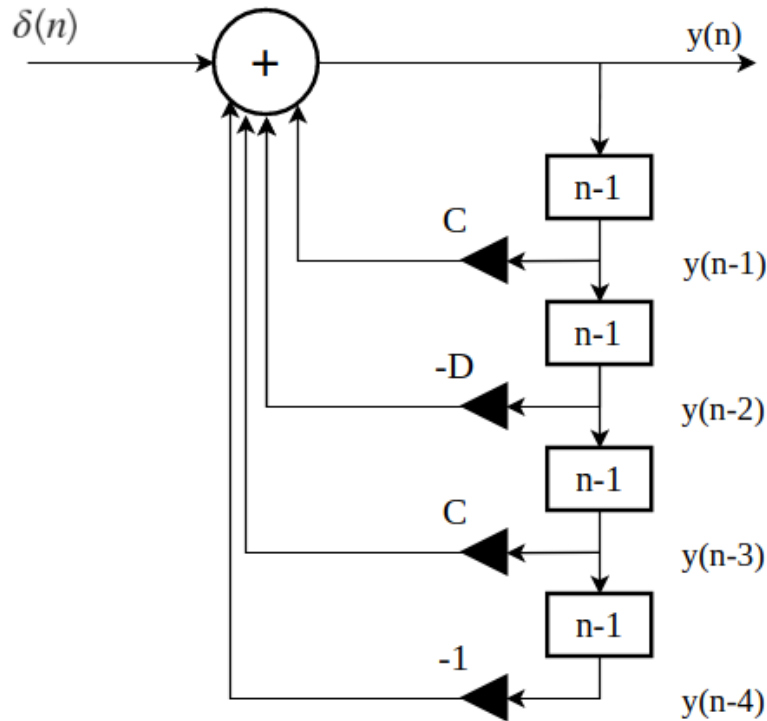 δ(n)
+
y(n)
n-1
C
y(n-1)
n-1
-D
y(n-2)
n-1
C
y(n-3)
n-1
-1
y(n-4)